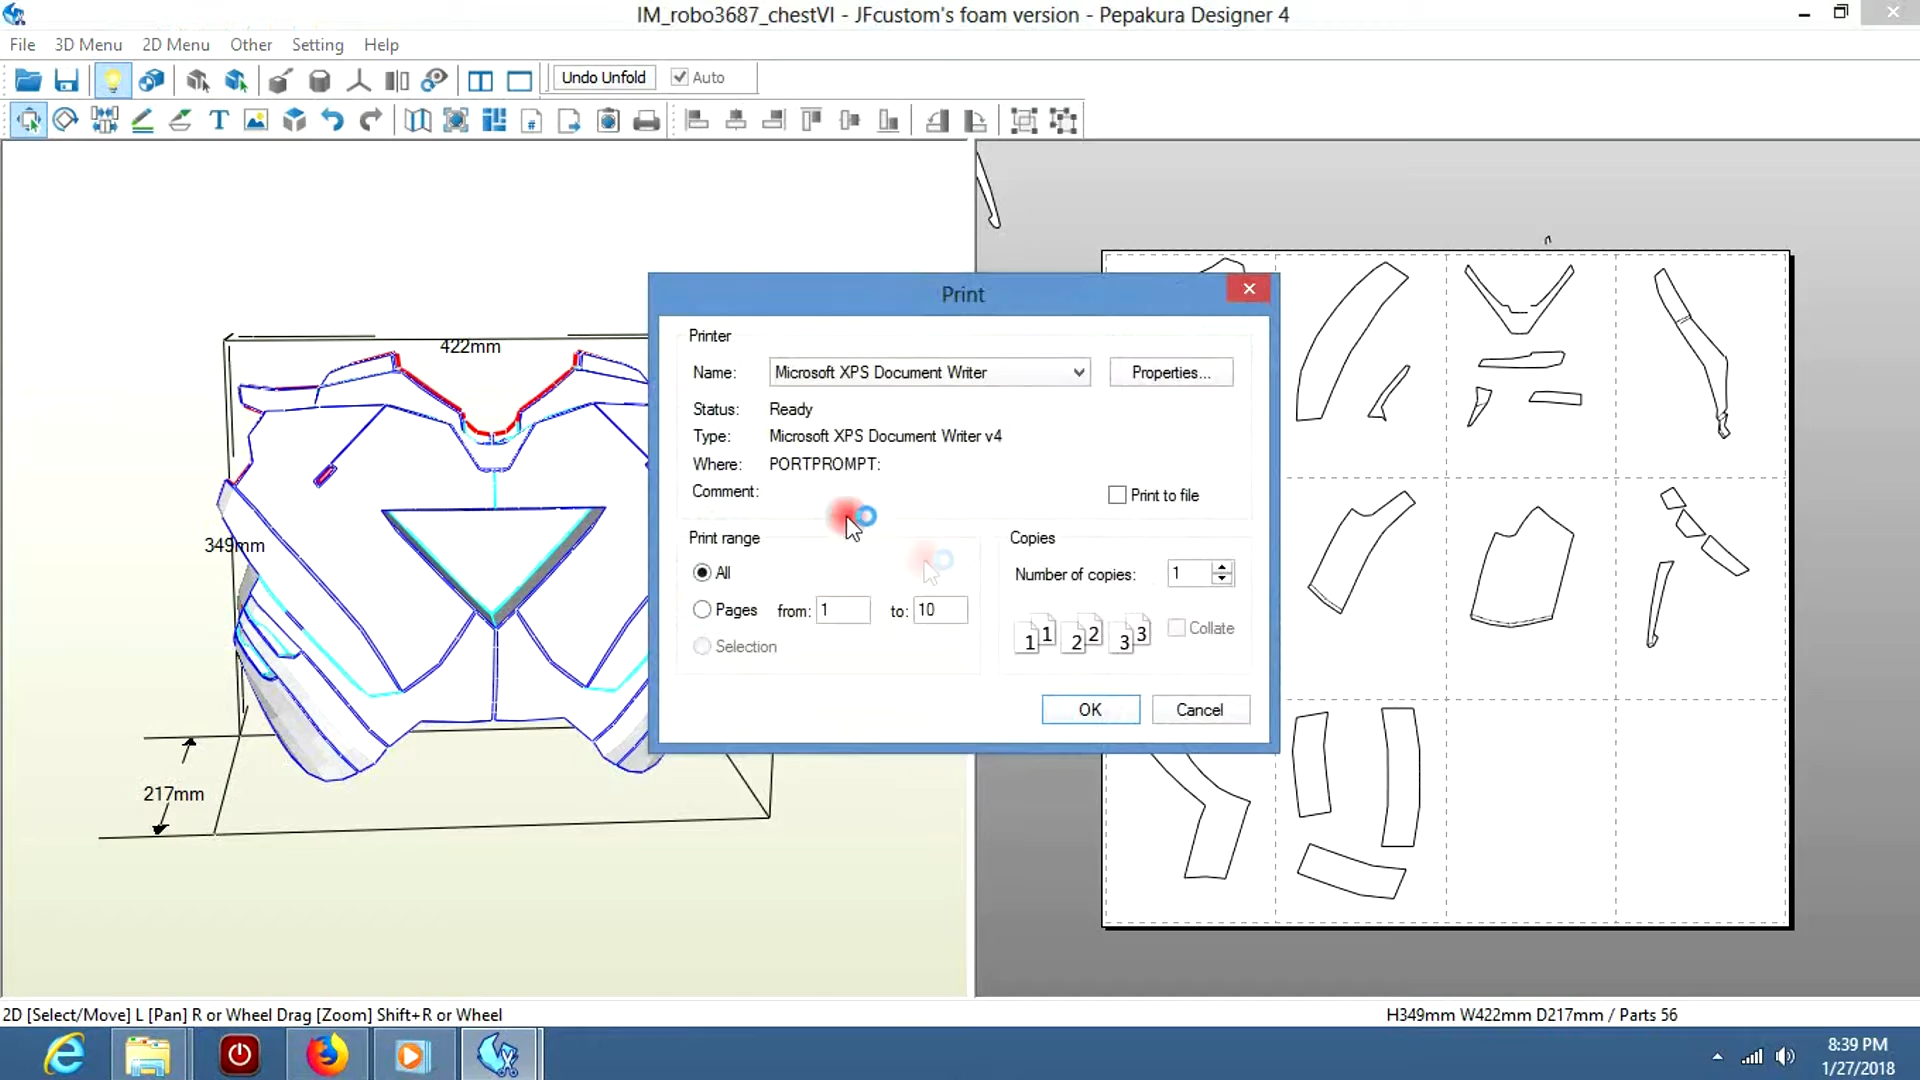 IM_robo3687_chestVI - JFcustom's foam version - Pepakura Designer 4
File 3D Menu 2D Menu Other Setting Help
Undo Unfold Auto
T #
422mm
349mm
217mm
Print
Printer
Name: Microsoft XPS Document Writer Properties...
Status: Ready
Type: Microsoft XPS Document Writer v4
Where: PORTPROMPT:
Comment: Print to file
Print range
All
Pages from: 1 to: 10
Selection
Copies
Number of copies: 1
1 1 2 2 3 3 Collate
OK Cancel
2D [Select/Move] L [Pan] R or Wheel Drag [Zoom] Shift+R or Wheel
H349mm W422mm D217mm / Parts 56
8:39 PM
1/27/2018